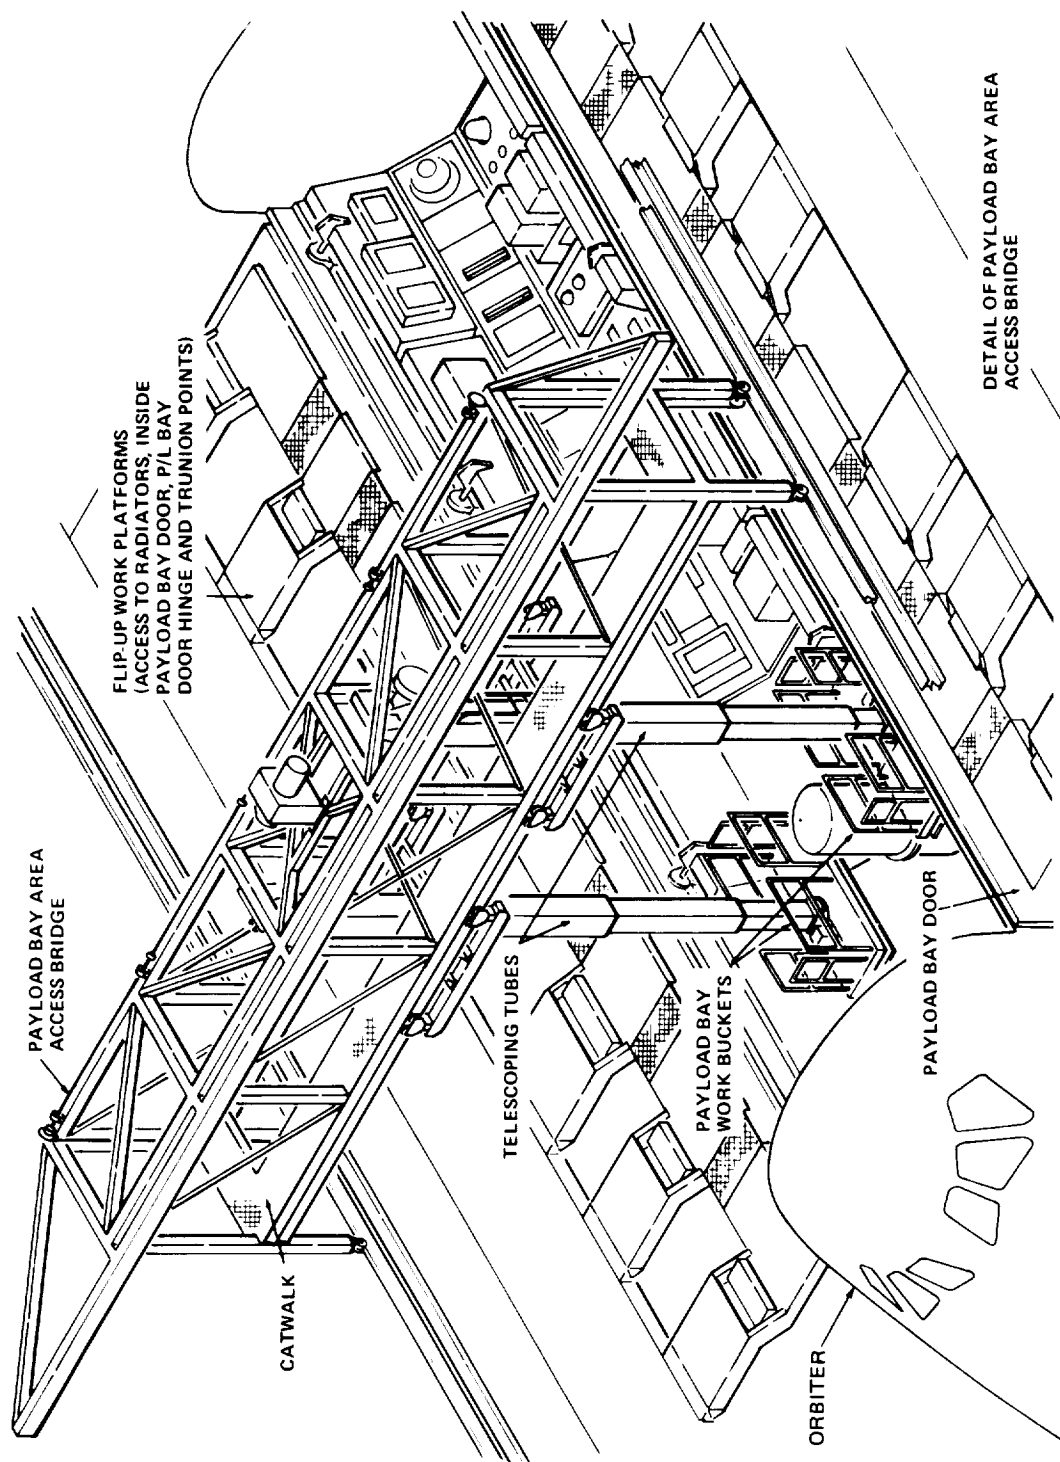 PAYLOAD BAY AREA
ACCESS BRIDGE
FLIP-UP WORK PLATFORMS
(ACCESS TO RADIATORS, INSIDE
PAYLOAD BAY DOOR, P/L BAY
DOOR HINGE AND TRUNION POINTS)
CATWALK
TELESCOPING TUBES
PAYLOAD BAY
WORK BUCKETS
ORBITER
PAYLOAD BAY DOOR
DETAIL OF PAYLOAD BAY AREA
ACCESS BRIDGE